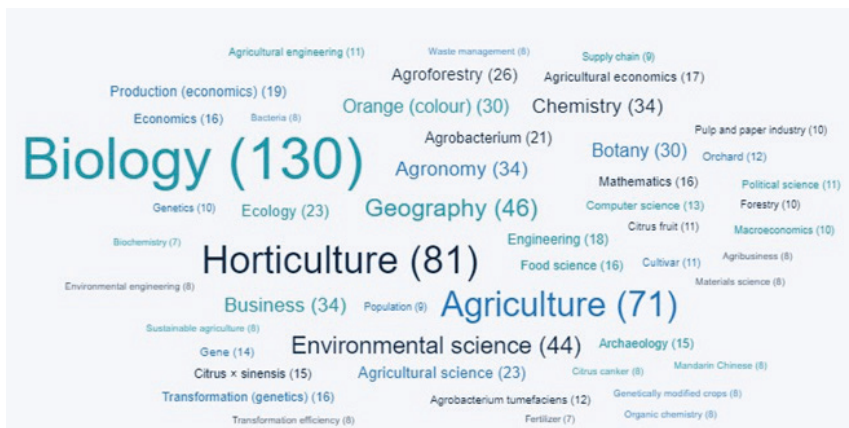 Agricultural engineering (11)
Waste management (8)
Supply chain (9)
Agroforestry (26)
Agricultural economics (17)
Production (economics) (19)
Orange (colour) (30)
Chemistry (34)
Economics (16)
Bacteria (8)
Agrobacterium (21)
Pulp and paper industry (10)
Biology (130)
Agronomy (34)
Botany (30)
Orchard (12)
Mathematics (16)
Political science (11)
Genetics (10)
Ecology (23)
Geography (46)
Computer science (13)
Forestry (10)
Citrus fruit (11)
Macroeconomics (10)
Biochemistry (7)
Horticulture (81)
Engineering (18)
Food science (16)
Cultivar (11)
Agribusiness (8)
Environmental engineering (8)
Materials science (8)
Business (34)
Population (9)
Agriculture (71)
Sustainable agriculture (8)
Gene (14)
Environmental science (44)
Archaeology (15)
Citrus × sinensis (15)
Agricultural science (23)
Citrus canker (8)
Mandarin Chinese (8)
Transformation (genetics) (16)
Agrobacterium tumefaciens (12)
Genetically modified crops (8)
Transformation efficiency (8)
Fertilizer (7)
Organic chemistry (8)